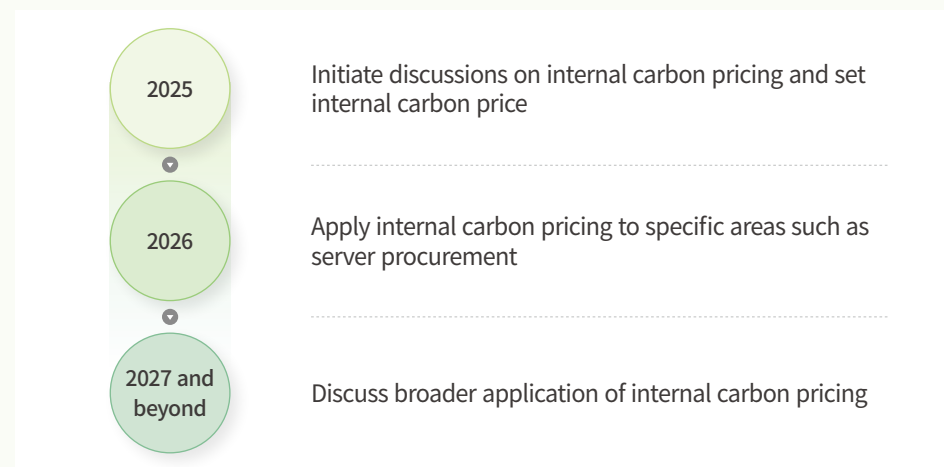 2025
Initiate discussions on internal carbon pricing and set
internal carbon price
2026
Apply internal carbon pricing to specific areas such as
server procurement
2027 and
beyond
Discuss broader application of internal carbon pricing